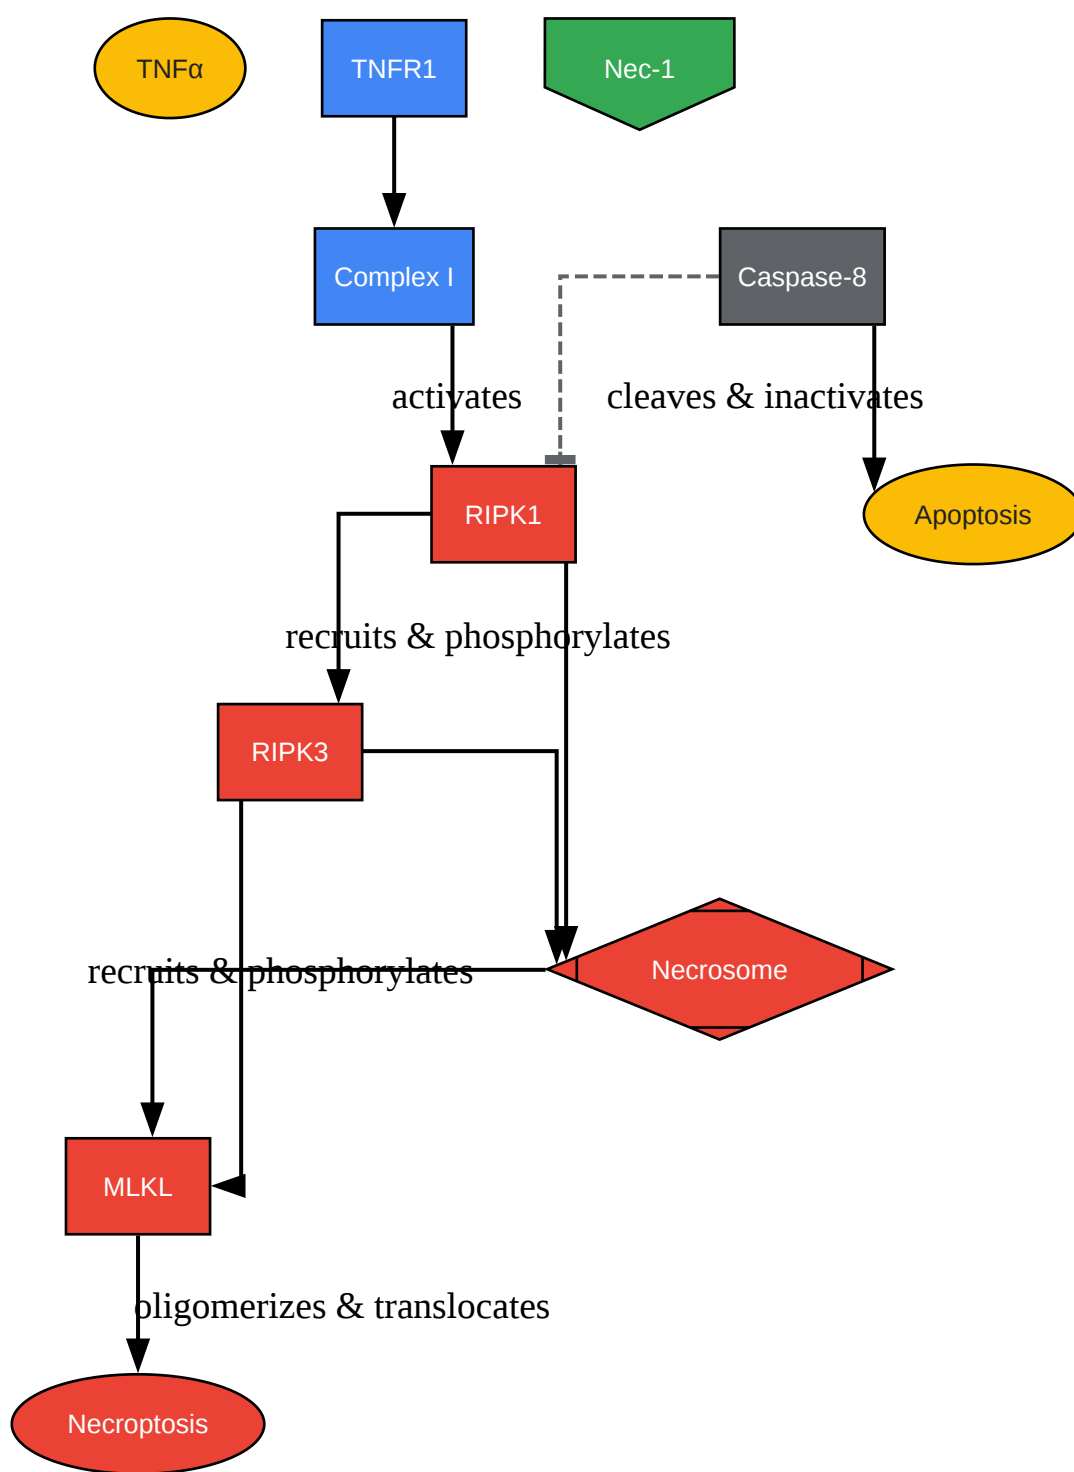 TNFα
TNFR1
Nec-1
Complex I
Caspase-8
activates
cleaves & inactivates
RIPK1
Apoptosis
recruits & phosphorylates
RIPK3
recruits & phosphorylates
Necrosome
MLKL
oligomerizes & translocates
Necroptosis